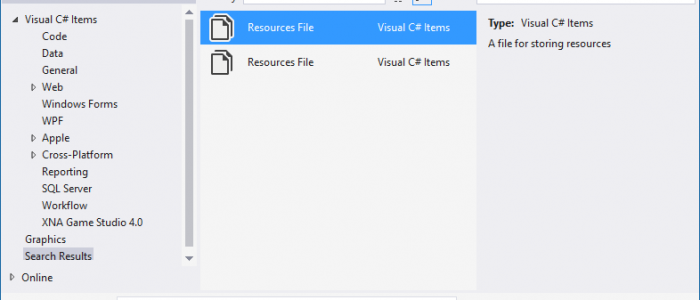 Visual C# Items
Code
Data
General
Web
Windows Forms
WPF
Apple
Cross-Platform
Reporting
SQL Server
Workflow
XNA Game Studio 4.0
Graphics
Search Results
Online
Resources File Visual C# Items
Resources File Visual C# Items
Type: Visual C# Items
A file for storing resources